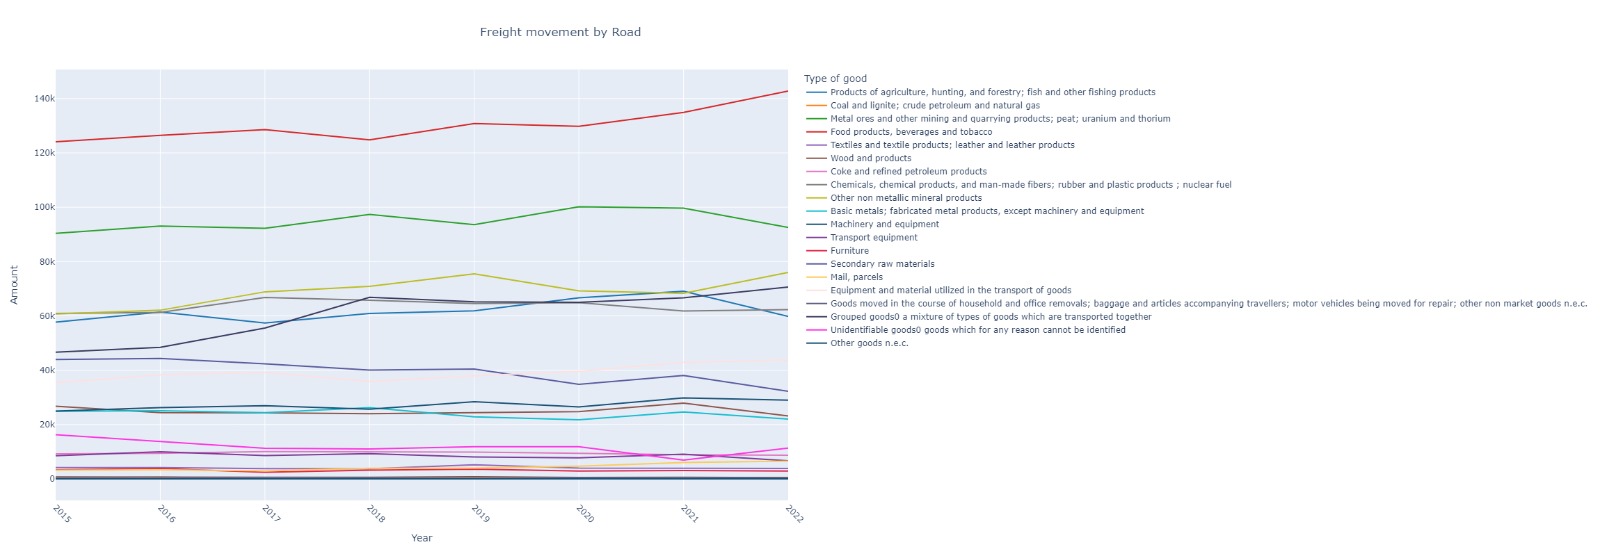 Freight movement by Road
Type of good
Products of agriculture, hunting, and forestry; fish and other fishing products
Coal and lignite; crude petroleum and natural gas
Metal ores and other mining and quarrying products; peat; uranium and thorium
Food products, beverages and tobacco
Textiles and textile products; leather and leather products
Wood and products
Coke and refined petroleum products
Chemicals, chemical products, and man-made fibers; rubber and plastic products ; nuclear fuel
Other non metallic mineral products
Basic metals; fabricated metal products, except machinery and equipment
Machinery and equipment
Transport equipment
Furniture
Secondary raw materials
Mail, parcels
Equipment and material utilized in the transport of goods
Goods moved in the course of household and office removals; baggage and articles accompanying travellers; motor vehicles being moved for repair; other non market goods n.e.c.
Grouped goods0 a mixture of types of goods which are transported together
Unidentifiable goods0 goods which for any reason cannot be identified
Other goods n.e.c.
140k
120k
100k
80k
60k
40k
20k
0
Amount
2015
2016
2017
2018
2019
2020
2021
2022
Year